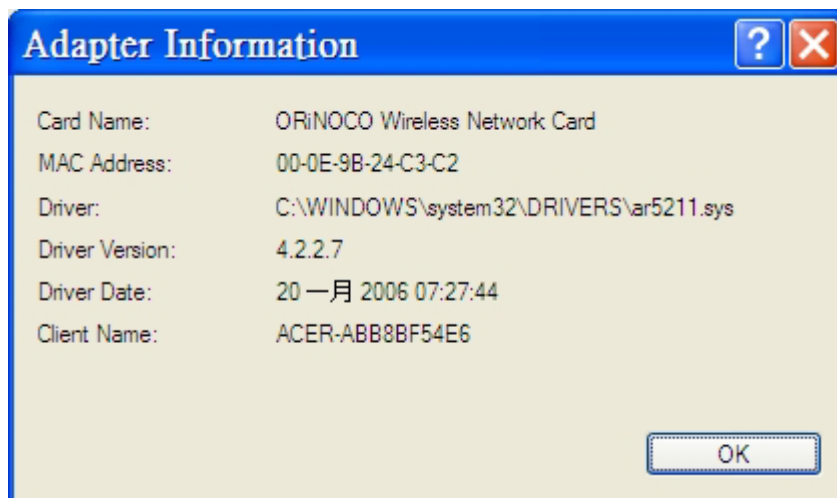 Adapter Information
Card Name: ORiNOCO Wireless Network Card
MAC Address: 00-0E-9B-24-C3-C2
Driver: C:\WINDOWS\system32\DRIVERS\ar5211.sys
Driver Version: 4.2.2.7
Driver Date: 20 一月 2006 07:27:44
Client Name: ACER-ABB8BF54E6
OK